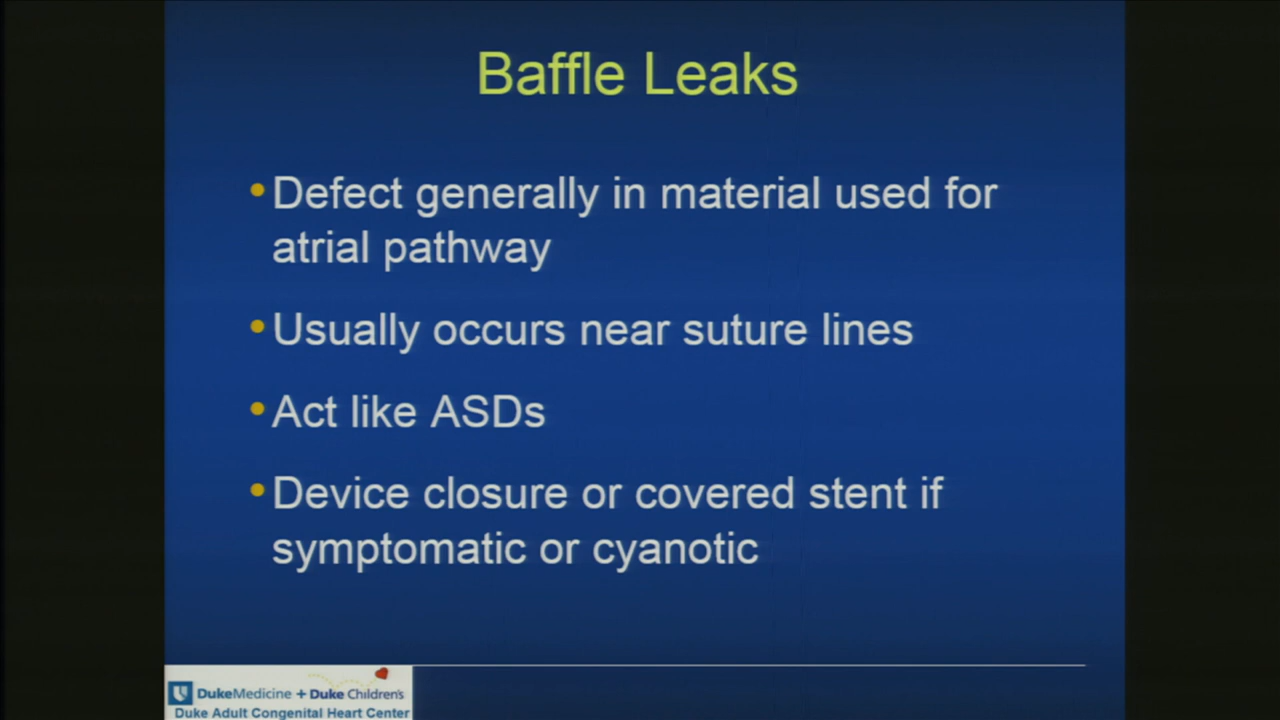 Baffle Leaks
•Defect generally in material used for
atrial pathway
•Usually occurs near suture lines
•Act like ASDs
•Device closure or covered stent if
symptomatic or cyanotic
DukeMedicine + Duke Children's
Duke Adult Congenital Heart Center